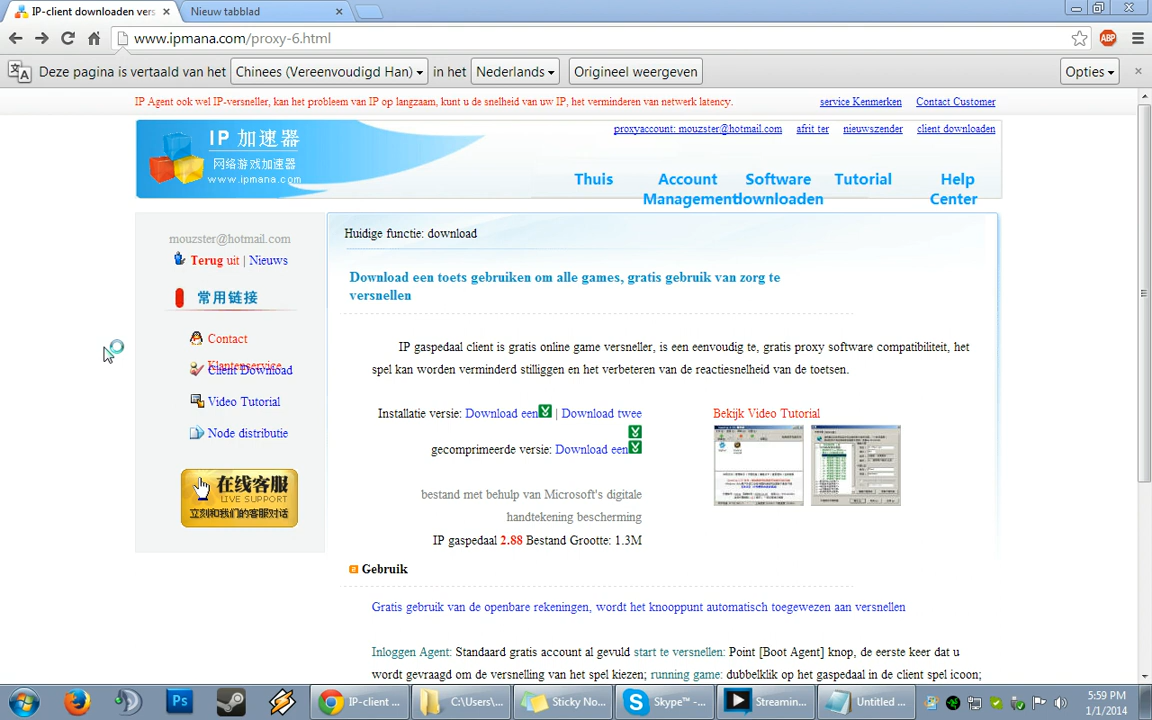 IP-client downloaden vers
Nieuw tabblad
www.ipmana.com/proxy-6.html
ABP
Deze pagina is vertaald van het
Chinees (Vereenvoudigd Han)
in het
Nederlands
Origineel weergeven
Opties
IP Agent ook wel IP-versneller, kan het probleem van IP op langzaam, kunt u de snelheid van uw IP, het verminderen van netwerk latency.
service Kenmerken
Contact Customer
IP 加速器
网络游戏加速器
www.ipmana.com
proxyaccount: mouzster@hotmail.com
afrit ter
nieuwszender
client downloaden
Thuis
Account Management
Software downloaden
Tutorial
Help Center
mouzster@hotmail.com
Terug uit | Nieuws
常用链接
Contact
Klantenservice
Client Download
Video Tutorial
Node distributie
在线客服
LIVE SUPPORT
立刻和我们的客服对话
Huidige functie: download
Download een toets gebruiken om alle games, gratis gebruik van zorg te
versnellen
IP gaspedaal client is gratis online game versneller, is een eenvoudig te, gratis proxy software compatibiliteit, het
spel kan worden verminderd stilliggen en het verbeteren van de reactiesnelheid van de toetsen.
Installatie versie: Download een | Download twee
gecomprimeerde versie: Download een
bestand met behulp van Microsoft's digitale
handtekening bescherming
IP gaspedaal 2.88 Bestand Grootte: 1.3M
Bekijk Video Tutorial
Gebruik
Gratis gebruik van de openbare rekeningen, wordt het knooppunt automatisch toegewezen aan versnellen
Inloggen Agent: Standaard gratis account al gevuld start te versnellen: Point [Boot Agent] knop, de eerste keer dat u
wordt gevraagd om de versnelling van het spel kiezen; running game: dubbelklik op het gaspedaal in de client spel icoon;
IP-client ...
C:\Users\...
Sticky No...
Skype™ -...
Streamin...
Untitled ...
5:59 PM
1/1/2014